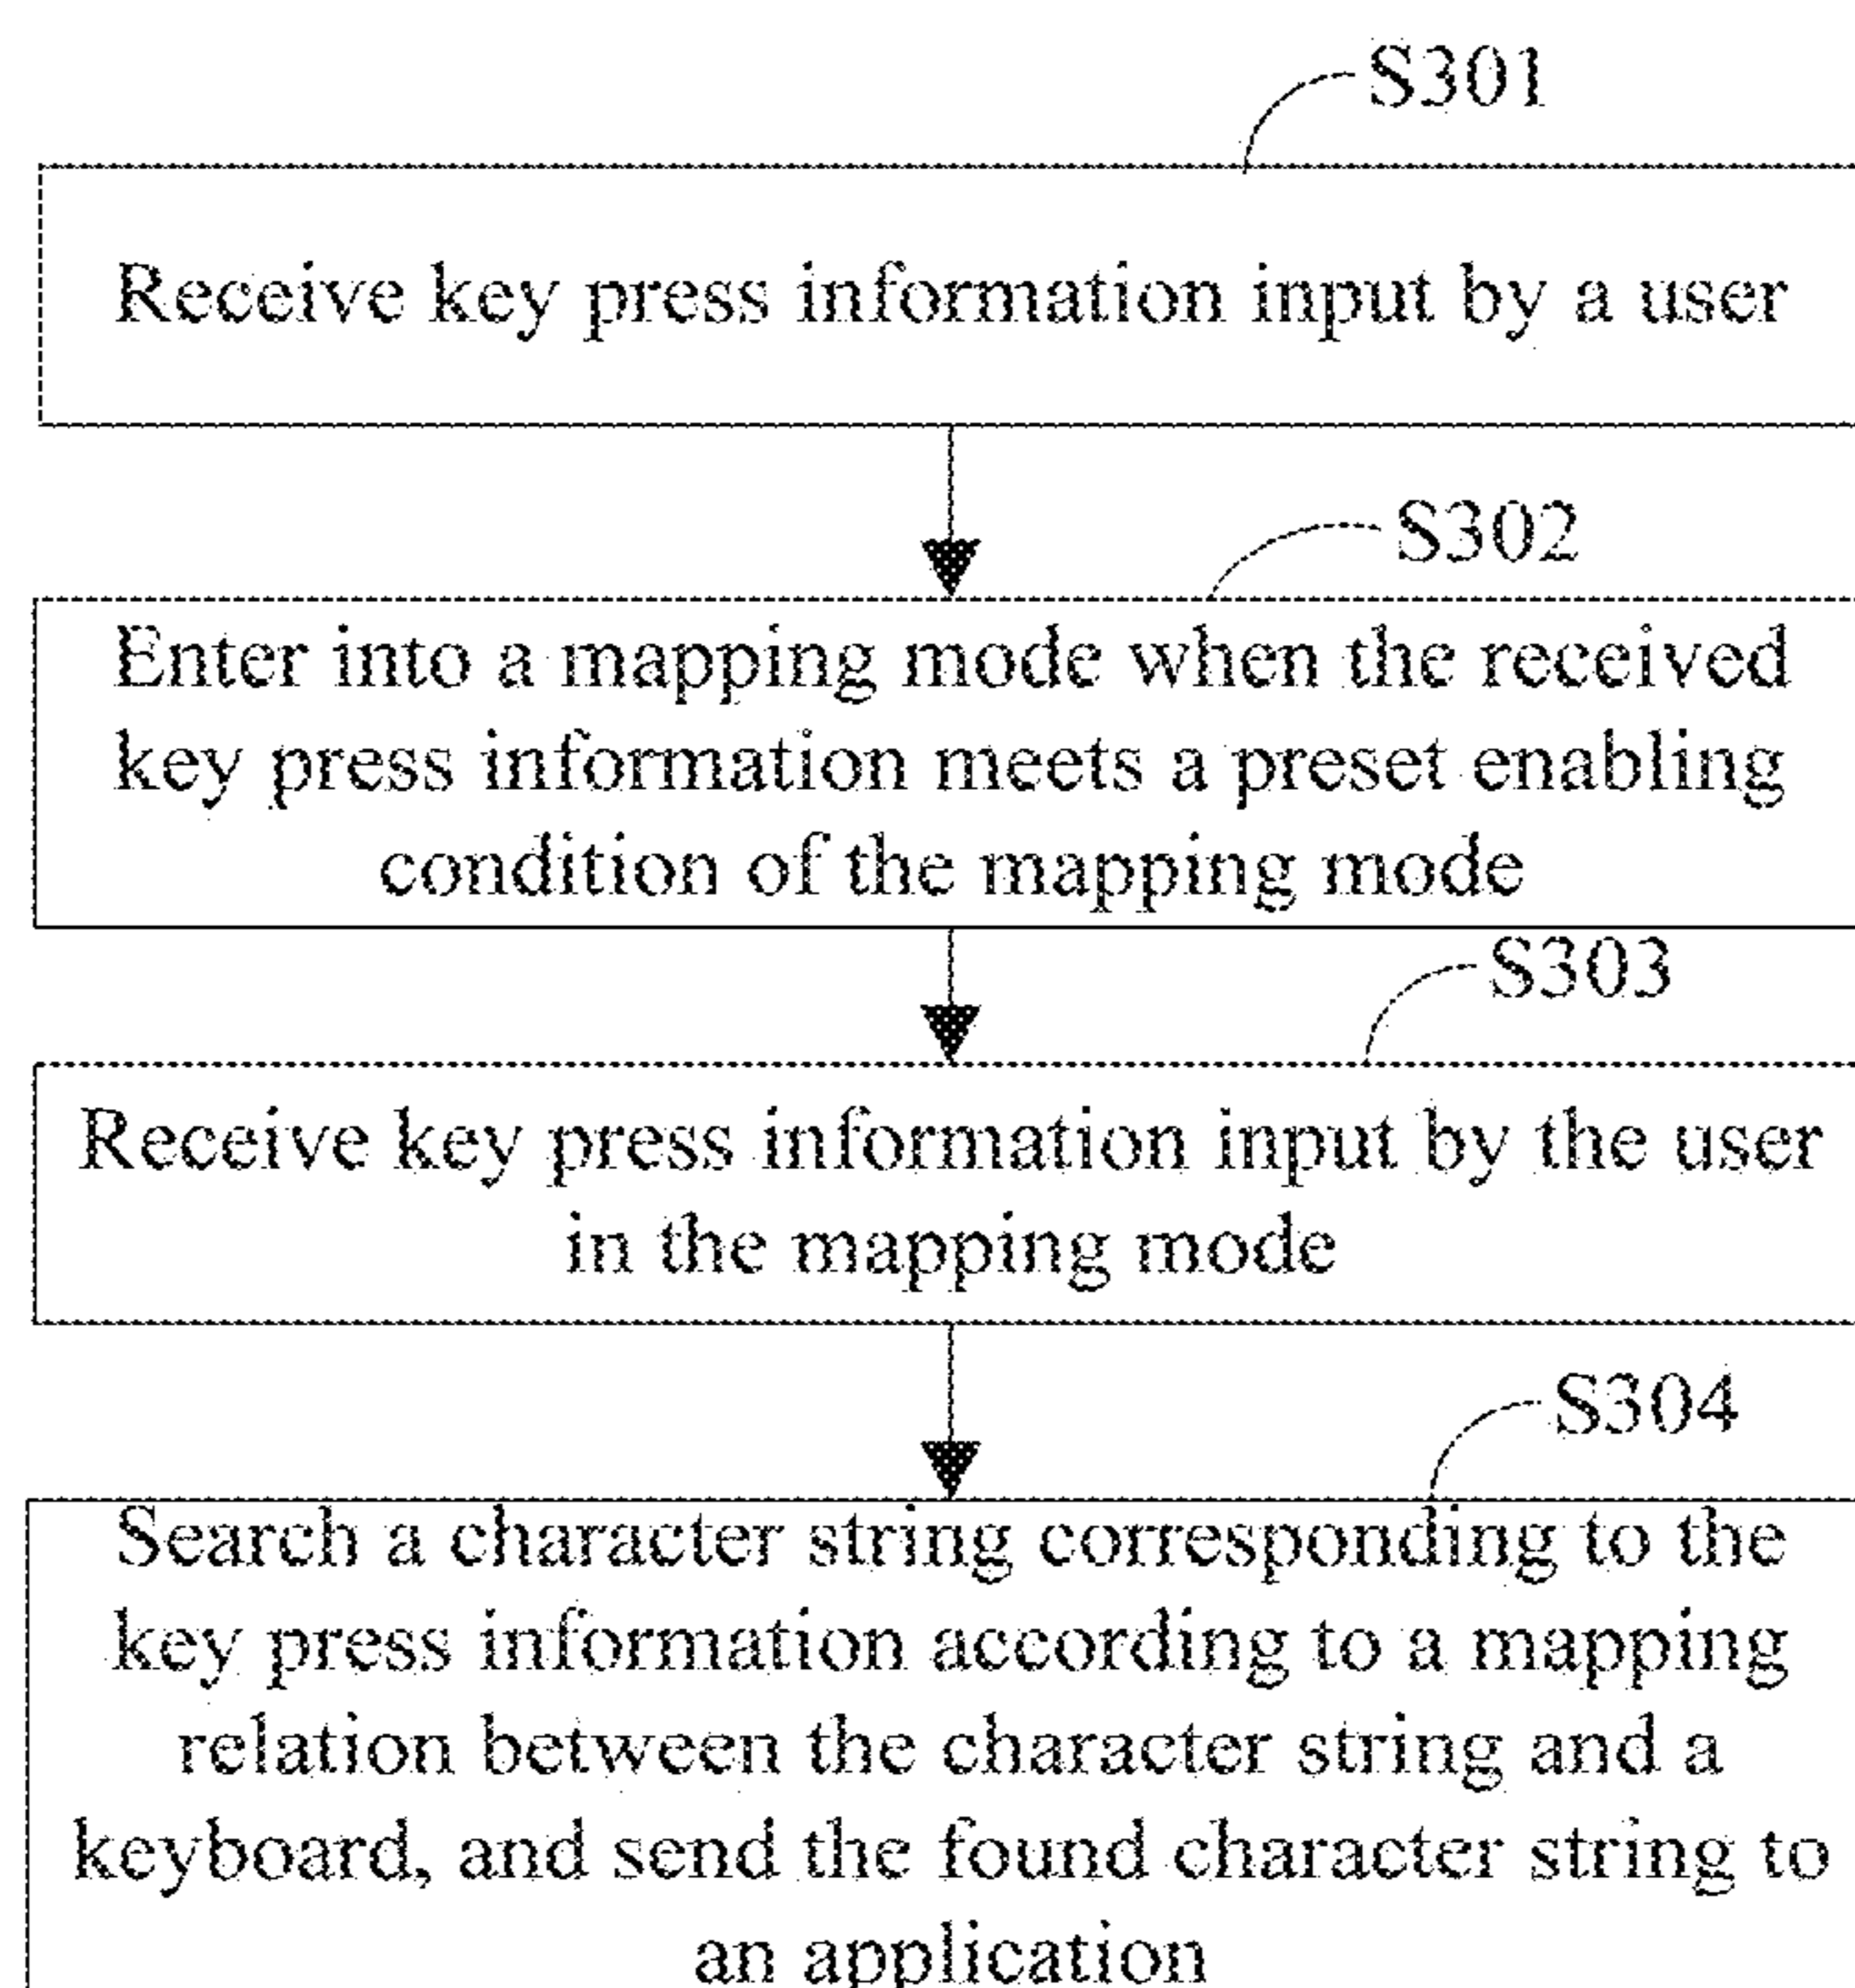 S301
Receive key press information input by a user
S302
Enter into a mapping mode when the received
key press information meets a preset enabling
condition of the mapping mode
S303
Receive key press information input by the user
in the mapping mode
S304
Search a character string corresponding to the
key press information according to a mapping
relation between the character string and a
keyboard, and send the found character string to
an application